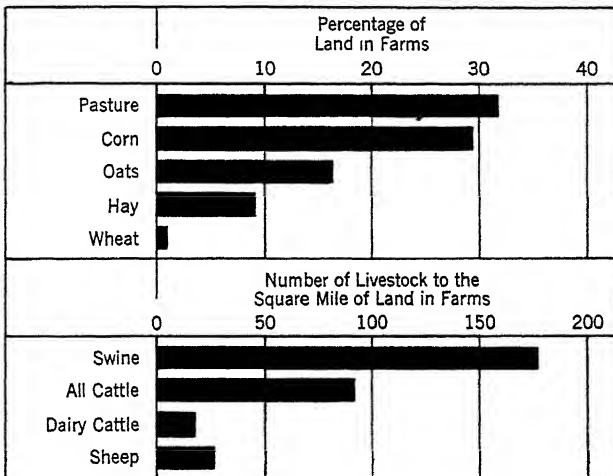 Percentage of
Land in Farms
0 10 20 30 40
Pasture
Corn
Oats
Hay
Wheat
Number of Livestock to the
Square Mile of Land in Farms
0 50 100 150 200
Swine
All Cattle
Dairy Cattle
Sheep